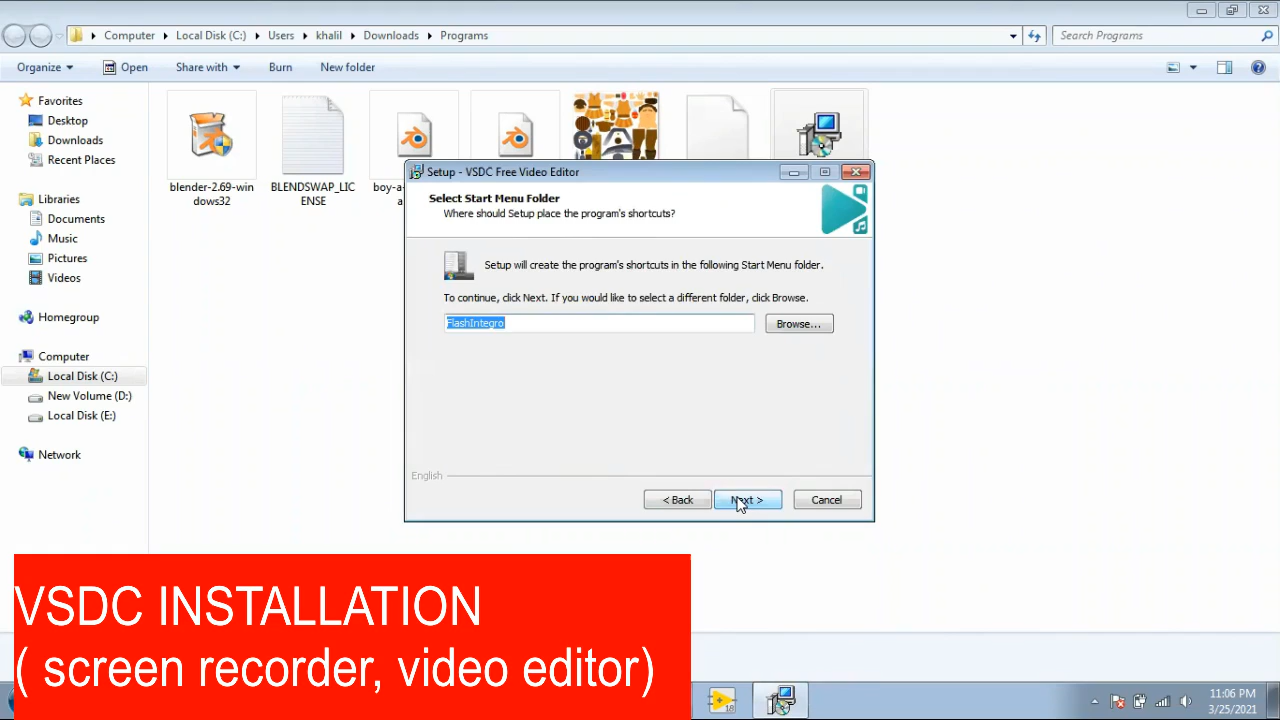 Computer
Local Disk (C:)
Users
khalil
Downloads
Programs
Search Programs
Organize
Open
Share with
Burn
New folder
Favorites
Desktop
Downloads
Recent Places
Libraries
Documents
Music
Pictures
Videos
Homegroup
Computer
Local Disk (C:)
New Volume (D:)
Local Disk (E:)
Network
blender-2.69-win
dows32
BLENDSWAP_LIC
ENSE
Setup - VSDC Free Video Editor
Select Start Menu Folder
Where should Setup place the program's shortcuts?
Setup will create the program's shortcuts in the following Start Menu folder.
To continue, click Next. If you would like to select a different folder, click Browse.
FlashIntegro
Browse...
English
< Back
Next >
Cancel
VSDC INSTALLATION
( screen recorder, video editor)
18
11:06 PM
3/25/2021